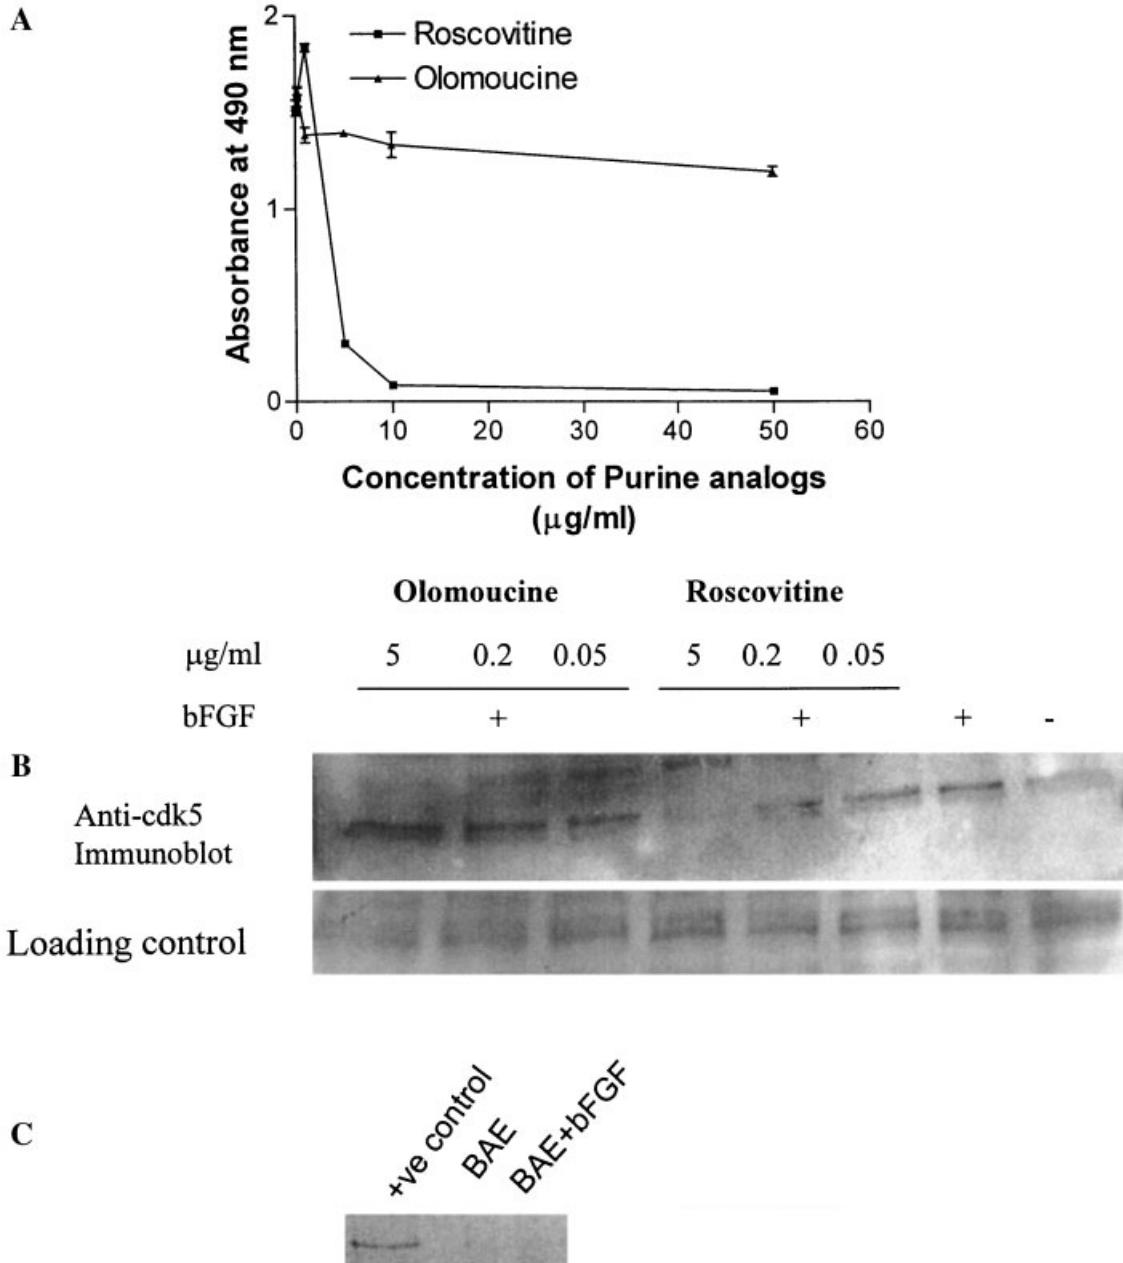 A
2
Roscovitine
Olomoucine
Absorbance at 490 nm
1
0
0 10 20 30 40 50 60
Concentration of Purine analogs
(μg/ml)
Olomoucine Roscovitine
μg/ml 5 0.2 0.05 5 0.2 0 .05
bFGF + + + -
B
Anti-cdk5
Immunoblot
Loading control
C
+ve control
BAE
BAE+bFGF